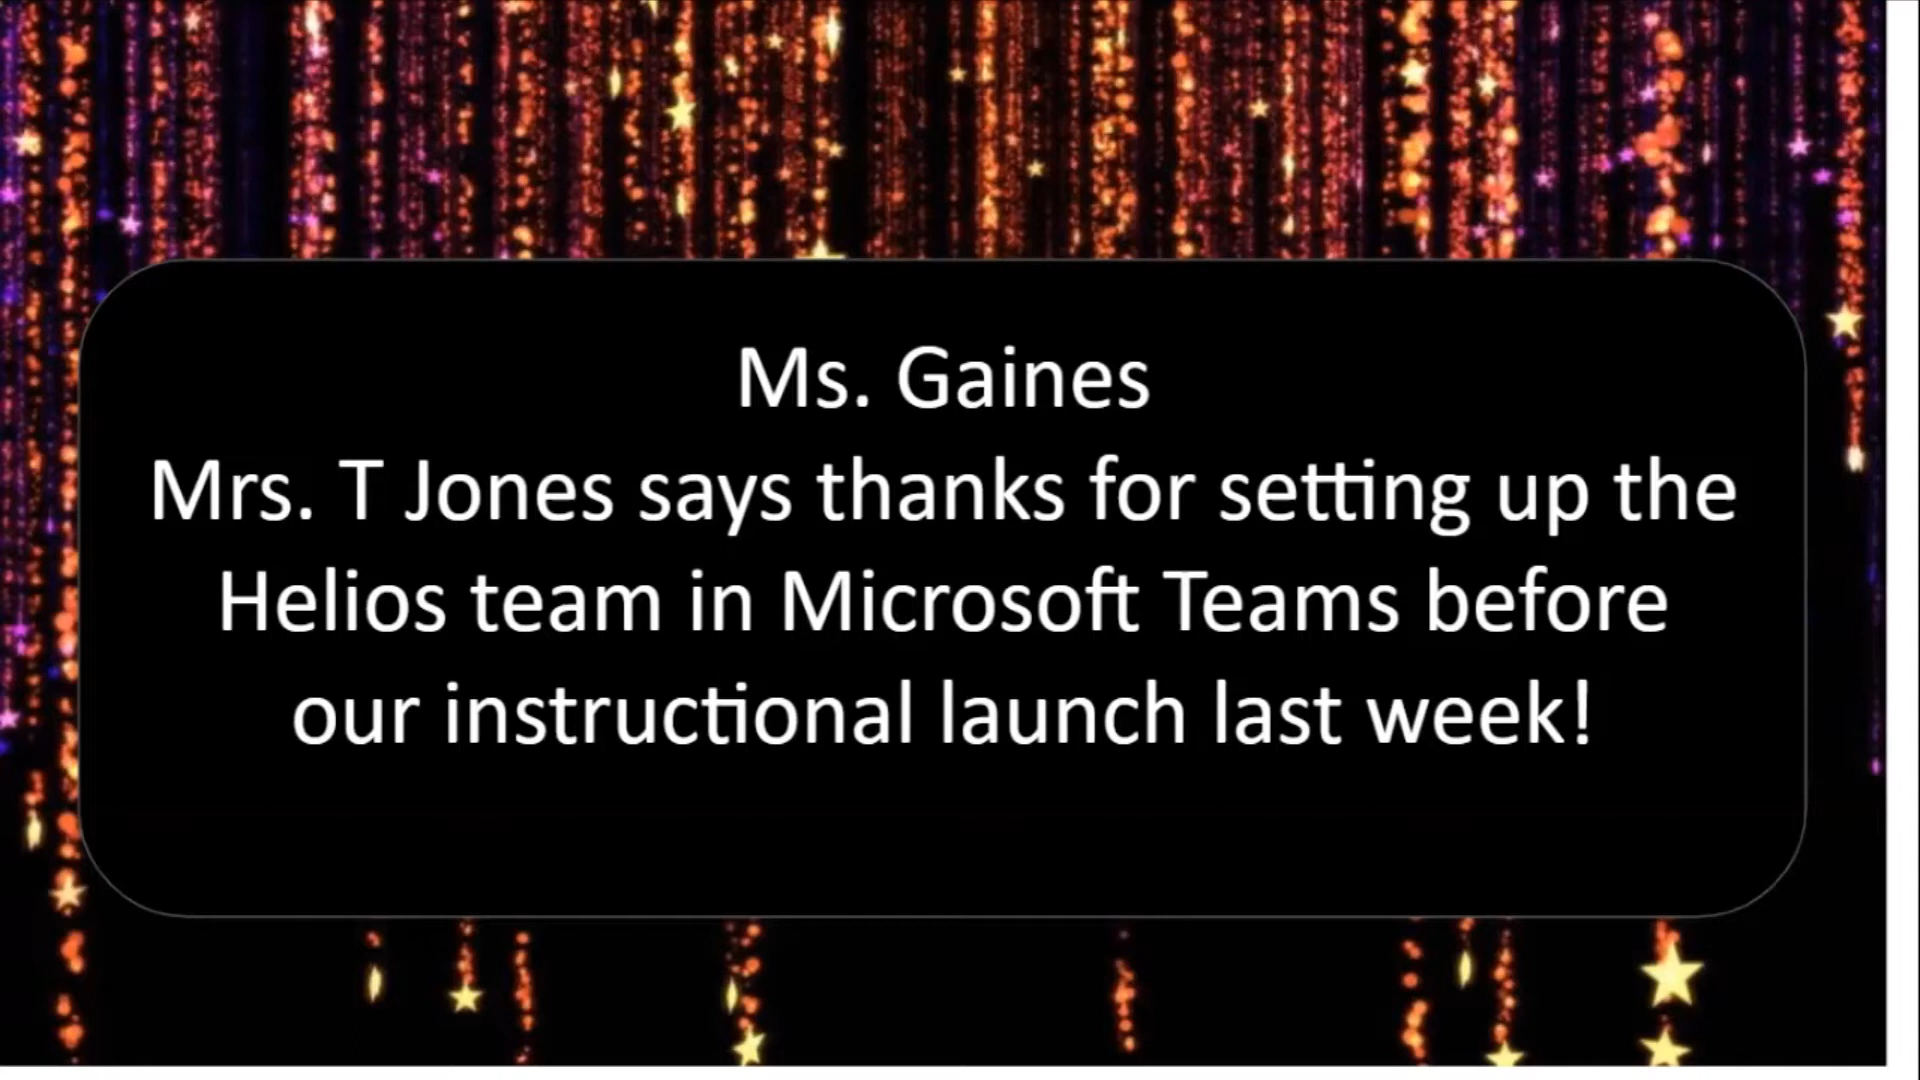 Ms. Gaines
Mrs. T Jones says thanks for setting up the
Helios team in Microsoft Teams before
our instructional launch last week!